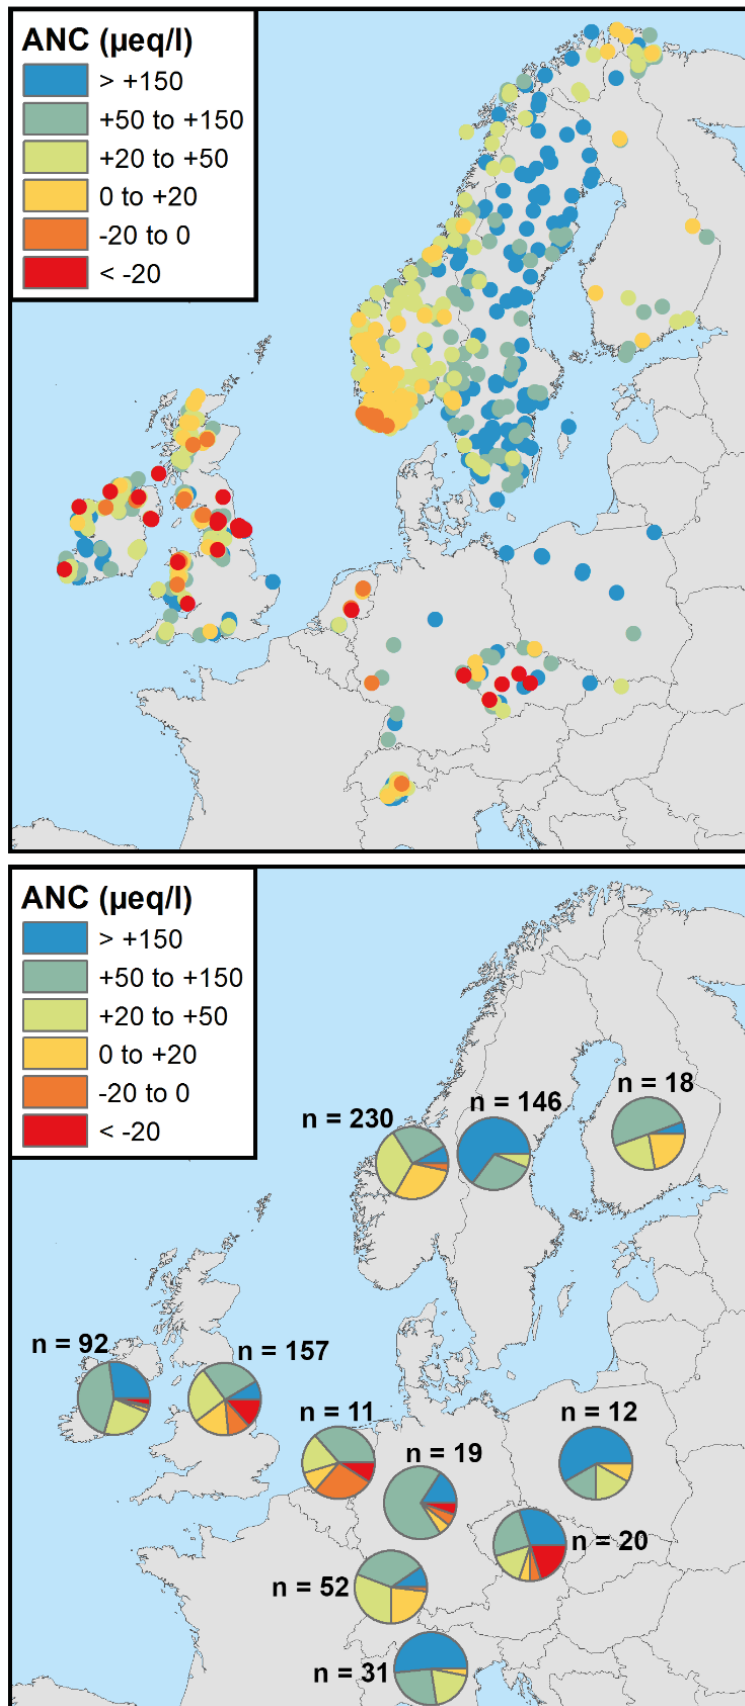 ANC (µeq/l)
> +150
+50 to +150
+20 to +50
0 to +20
-20 to 0
< -20
ANC (µeq/l)
> +150
+50 to +150
+20 to +50
0 to +20
-20 to 0
< -20
n = 18
n = 146
n = 230
n = 92
n = 157
n = 11
n = 12
n = 19
n = 20
n = 52
n = 31